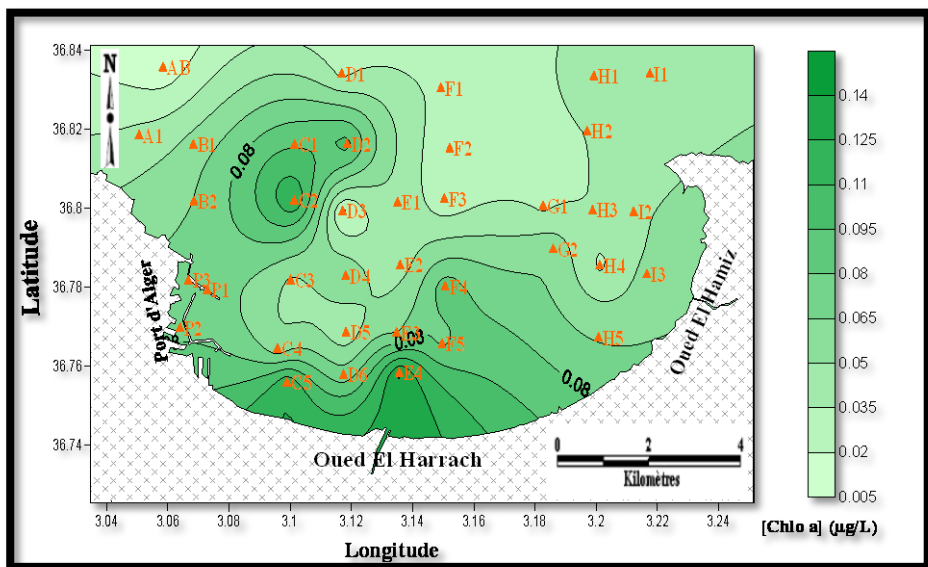 36.84
36.82
36.8
36.78
36.76
36.74
Latitude
N
AB
D1
F1
H1
I1
A1
B1
C1
D2
F2
H2
0.08
B2
C2
D3
E1
F3
G1
H3
I2
G2
E2
H4
I3
P3
P1
C3
D4
F4
P2
C4
D5
E3
0.08
F5
H5
C5
D6
E4
0.08
Port d'Alger
Oued El Hamiz
Oued El Harrach
0
2
4
Kilomètres
3.04
3.06
3.08
3.1
3.12
3.14
3.16
3.18
3.2
3.22
3.24
Longitude
0.14
0.125
0.11
0.095
0.08
0.065
0.05
0.035
0.02
0.005
[Chlo a] (µg/L)